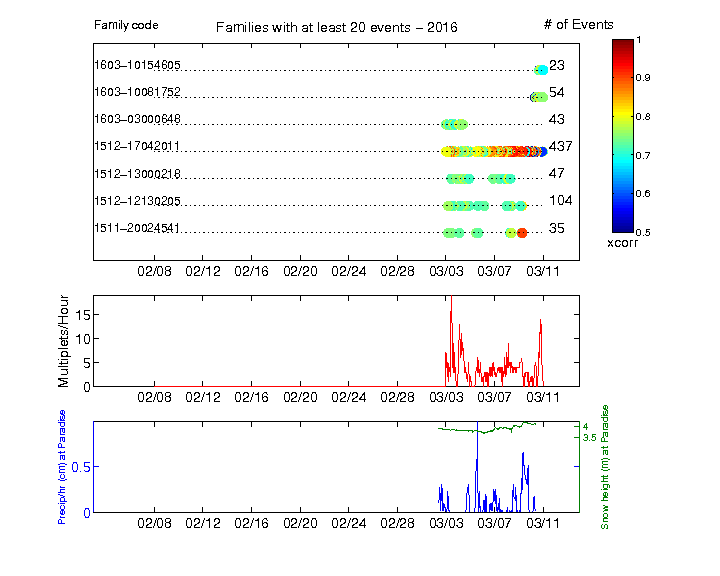 Family code
Families with at least 20 events − 2016
# of Events
1603−10154605 23
1603−10081752 54
1603−03000648 43
1512−17042011 437
1512−13000218 47
1512−12130205 104
1511−20024541 35
02/08 02/12 02/16 02/20 02/24 02/28 03/03 03/07 03/11
1
0.9
0.8
0.7
0.6
0.5
xcorr
Multiplets/Hour
15
10
5
0
02/08 02/12 02/16 02/20 02/24 02/28 03/03 03/07 03/11
Precip/hr (cm) at Paradise
0.5
0
02/08 02/12 02/16 02/20 02/24 02/28 03/03 03/07 03/11
4
3.5
Snow height (m) at Paradise